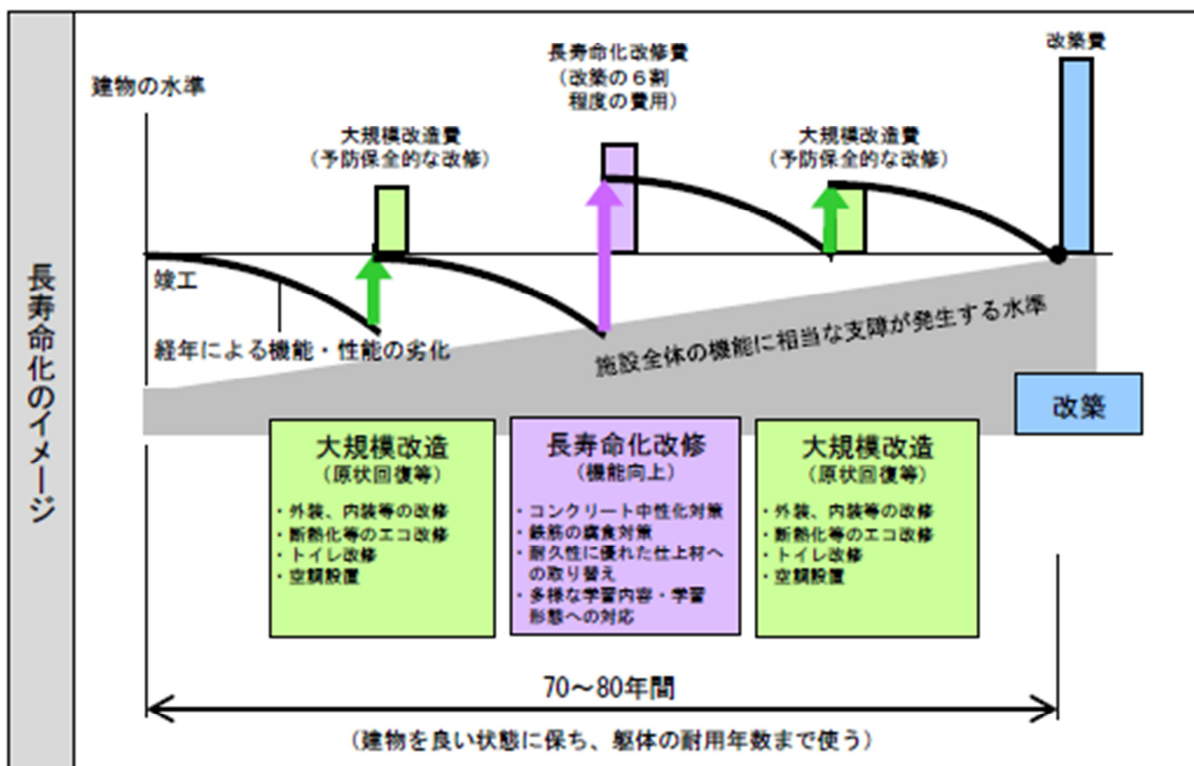 長寿命化のイメージ
建物の水準
長寿命化改修費
(改築の6割
程度の費用)
改築費
大規模改造費
(予防保全的な改修)
大規模改造費
(予防保全的な改修)
竣工
経年による機能・性能の劣化
施設全体の機能に相当な支障が発生する水準
改築
大規模改造
(原状回復等)
・外装、内装等の改修
・断熱化等のエコ改修
・トイレ改修
・空調設置
長寿命化改修
(機能向上)
・コンクリート中性化対策
・鉄筋の腐食対策
・耐久性に優れた仕上材へ
の取り替え
・多様な学習内容・学習
形態への対応
大規模改造
(原状回復等)
・外装、内装等の改修
・断熱化等のエコ改修
・トイレ改修
・空調設置
70~80年間
(建物を良い状態に保ち、躯体の耐用年数まで使う)